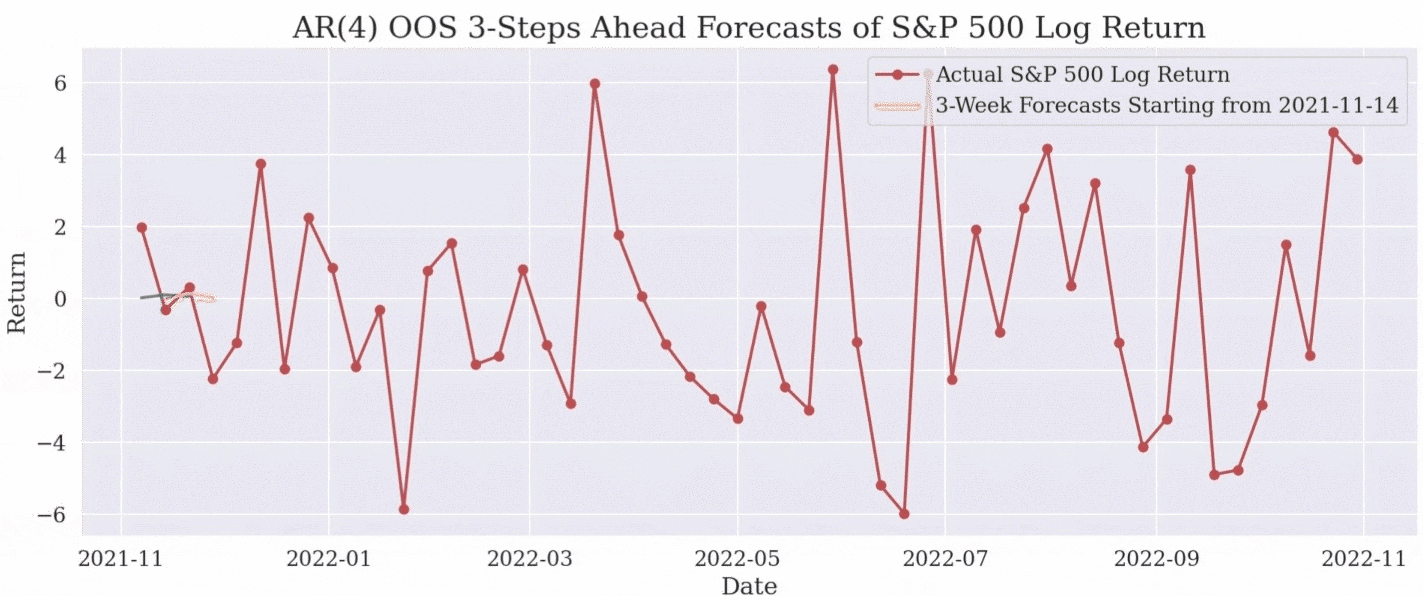 AR(4) OOS 3-Steps Ahead Forecasts of S&P 500 Log Return
Actual S&P 500 Log Return
3-Week Forecasts Starting from 2021-11-14
Return
6
4
2
0
−2
−4
−6
2021-11
2022-01
2022-03
2022-05
2022-07
2022-09
2022-11
Date